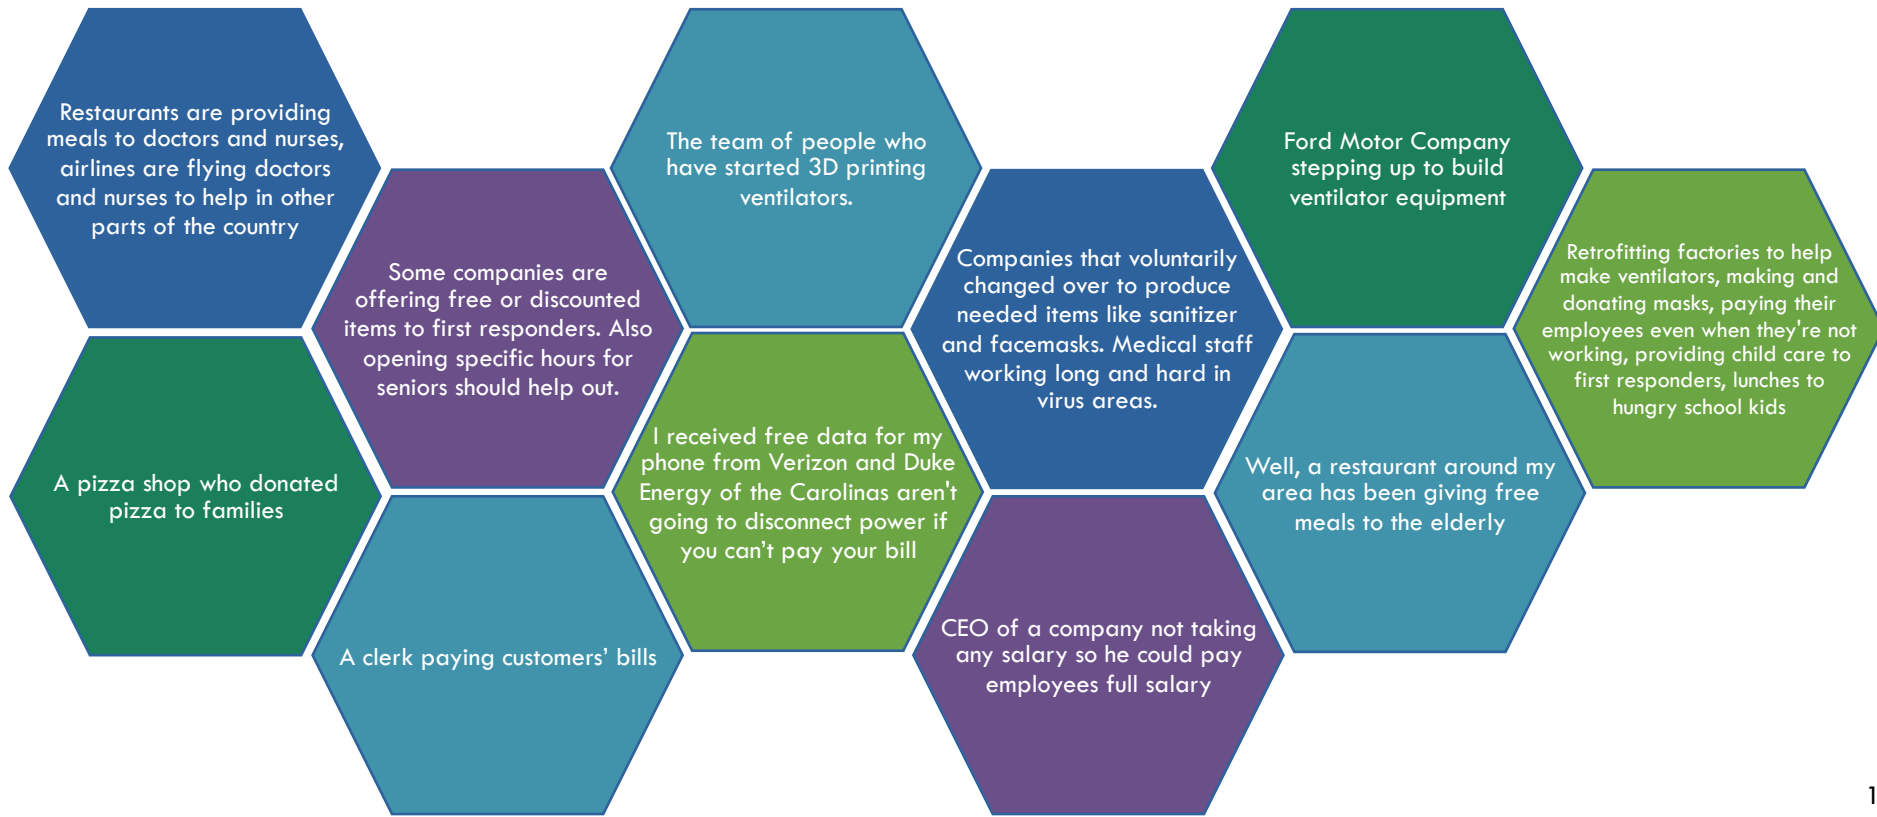 Restaurants are providing
meals to doctors and nurses,
airlines are flying doctors
and nurses to help in other
parts of the country
Some companies are
offering free or discounted
items to first responders. Also
opening specific hours for
seniors should help out.
The team of people who
have started 3D printing
ventilators.
Companies that voluntarily
changed over to produce
needed items like sanitizer
and facemasks. Medical staff
working long and hard in
virus areas.
Ford Motor Company
stepping up to build
ventilator equipment
Retrofitting factories to help
make ventilators, making and
donating masks, paying their
employees even when they're not
working, providing child care to
first responders, lunches to
hungry school kids
A pizza shop who donated
pizza to families
A clerk paying customers’ bills
I received free data for my
phone from Verizon and Duke
Energy of the Carolinas aren't
going to disconnect power if
you can’t pay your bill
CEO of a company not taking
any salary so he could pay
employees full salary
Well, a restaurant around my
area has been giving free
meals to the elderly
1